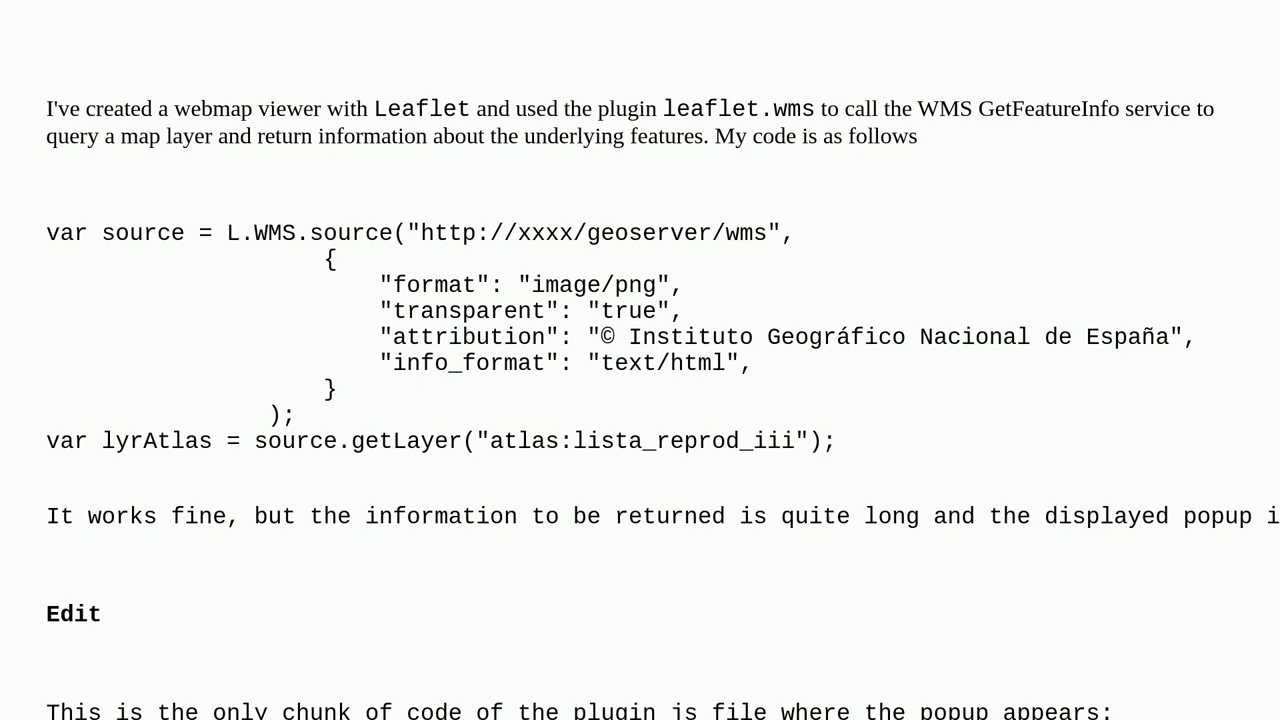 I've created a webmap viewer with Leaflet and used the plugin leaflet.wms to call the WMS GetFeatureInfo service to
query a map layer and return information about the underlying features. My code is as follows
var source = L.WMS.source("http://xxxx/geoserver/wms",
{
"format": "image/png",
"transparent": "true",
"attribution": "© Instituto Geográfico Nacional de España",
"info_format": "text/html",
}
);
var lyrAtlas = source.getLayer("atlas:lista_reprod_iii");
It works fine, but the information to be returned is quite long and the displayed popup
Edit
This is the only chunk of code of the plugin js file where the popup appears: